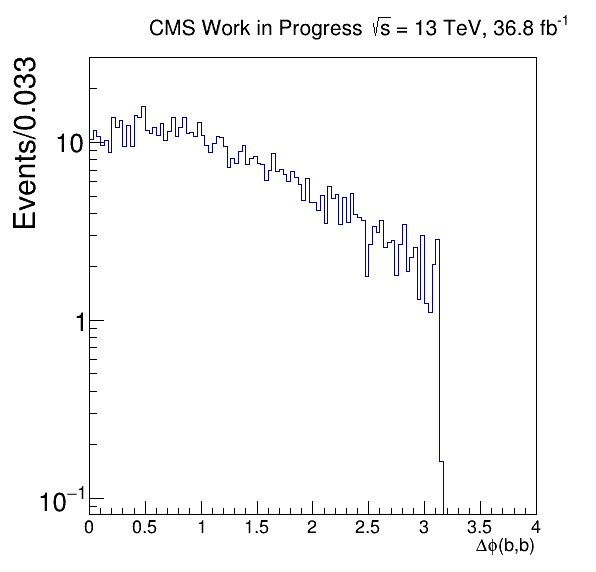 CMS Work in Progress √s = 13 TeV, 36.8 fb⁻¹
Events/0.033
10
1
10⁻¹
0 0.5 1 1.5 2 2.5 3 3.5 4
Δϕ(b,b)